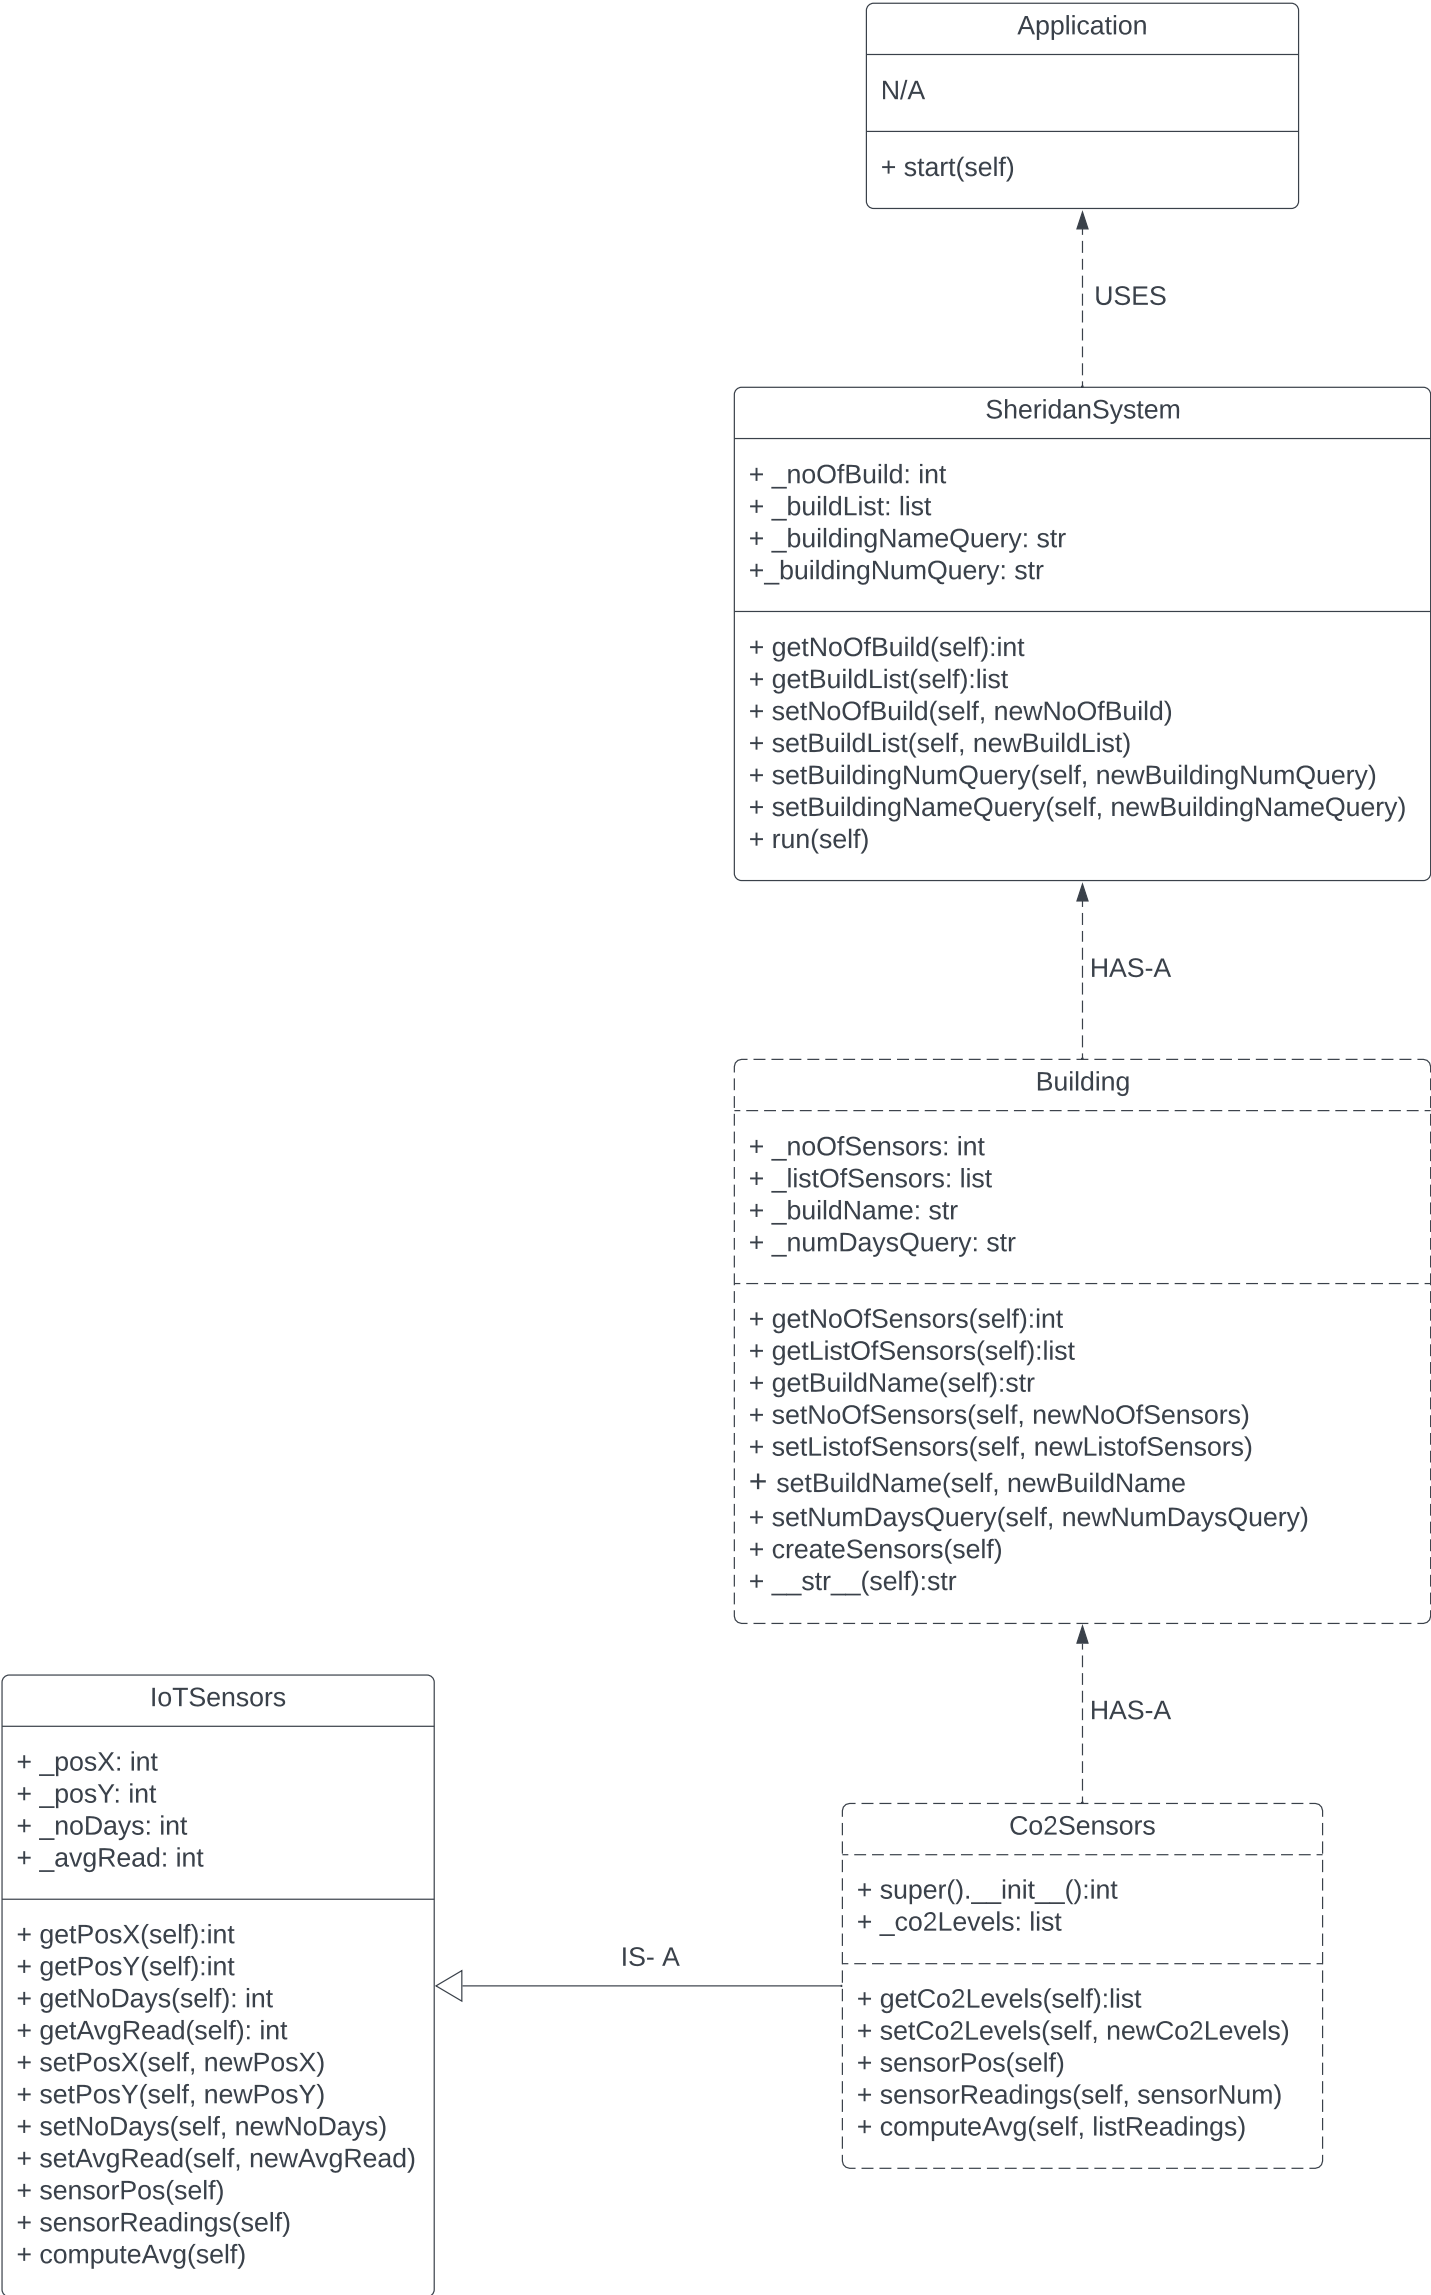 Application
N/A
+ start(self)
USES
SheridanSystem
+ _noOfBuild: int
+ _buildList: list
+ _buildingNameQuery: str
+_buildingNumQuery: str
+ getNoOfBuild(self):int
+ getBuildList(self):list
+ setNoOfBuild(self, newNoOfBuild)
+ setBuildList(self, newBuildList)
+ setBuildingNumQuery(self, newBuildingNumQuery)
+ setBuildingNameQuery(self, newBuildingNameQuery)
+ run(self)
HAS-A
Building
+ _noOfSensors: int
+ _listOfSensors: list
+ _buildName: str
+ _numDaysQuery: str
+ getNoOfSensors(self):int
+ getListOfSensors(self):list
+ getBuildName(self):str
+ setNoOfSensors(self, newNoOfSensors)
+ setListofSensors(self, newListofSensors)
+ setBuildName(self, newBuildName
+ setNumDaysQuery(self, newNumDaysQuery)
+ createSensors(self)
+ __str__(self):str
HAS-A
IoTSensors
+ _posX: int
+ _posY: int
+ _noDays: int
+ _avgRead: int
+ getPosX(self):int
+ getPosY(self):int
+ getNoDays(self): int
+ getAvgRead(self): int
+ setPosX(self, newPosX)
+ setPosY(self, newPosY)
+ setNoDays(self, newNoDays)
+ setAvgRead(self, newAvgRead)
+ sensorPos(self)
+ sensorReadings(self)
+ computeAvg(self)
IS- A
Co2Sensors
+ super().__init__():int
+ _co2Levels: list
+ getCo2Levels(self):list
+ setCo2Levels(self, newCo2Levels)
+ sensorPos(self)
+ sensorReadings(self, sensorNum)
+ computeAvg(self, listReadings)